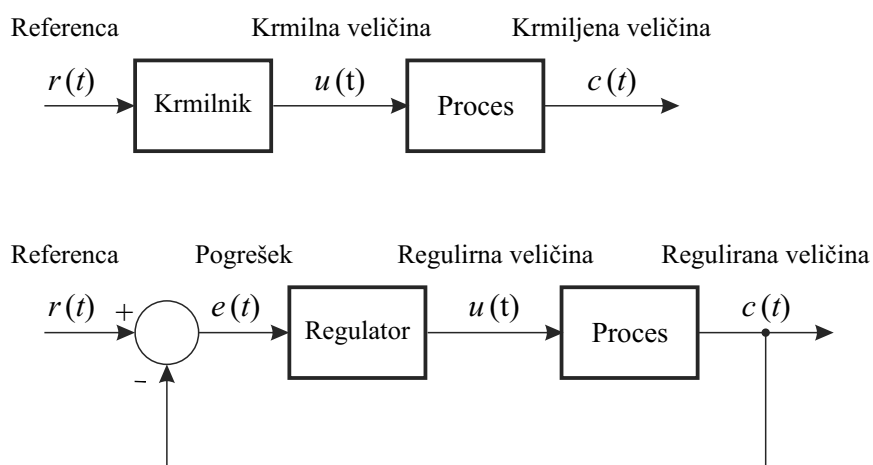 Referenca Krmilna veličina Krmiljena veličina
r(t) Krmilnik u(t) Proces c(t)
Referenca Pogrešek Regulirna veličina Regulirana veličina
r(t) + e(t) Regulator u(t) Proces c(t)
-